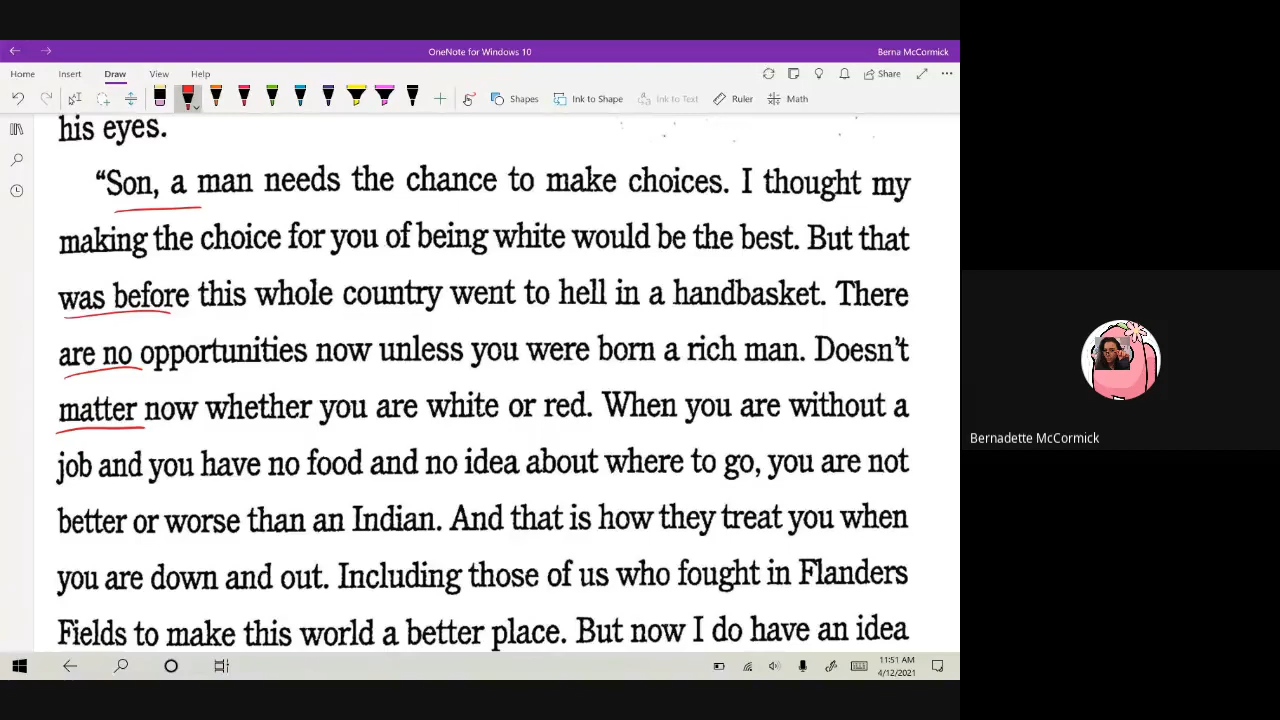 OneNote for Windows 10
Berna McCormick
Home Insert Draw View Help
Share
Shapes Ink to Shape Ink to Text Ruler Math
his eyes.
“Son, a man needs the chance to make choices. I thought my
making the choice for you of being white would be the best. But that
was before this whole country went to hell in a handbasket. There
are no opportunities now unless you were born a rich man. Doesn’t
matter now whether you are white or red. When you are without a
job and you have no food and no idea about where to go, you are not
better or worse than an Indian. And that is how they treat you when
you are down and out. Including those of us who fought in Flanders
Fields to make this world a better place. But now I do have an idea
Bernadette McCormick
11:51 AM
4/12/2021